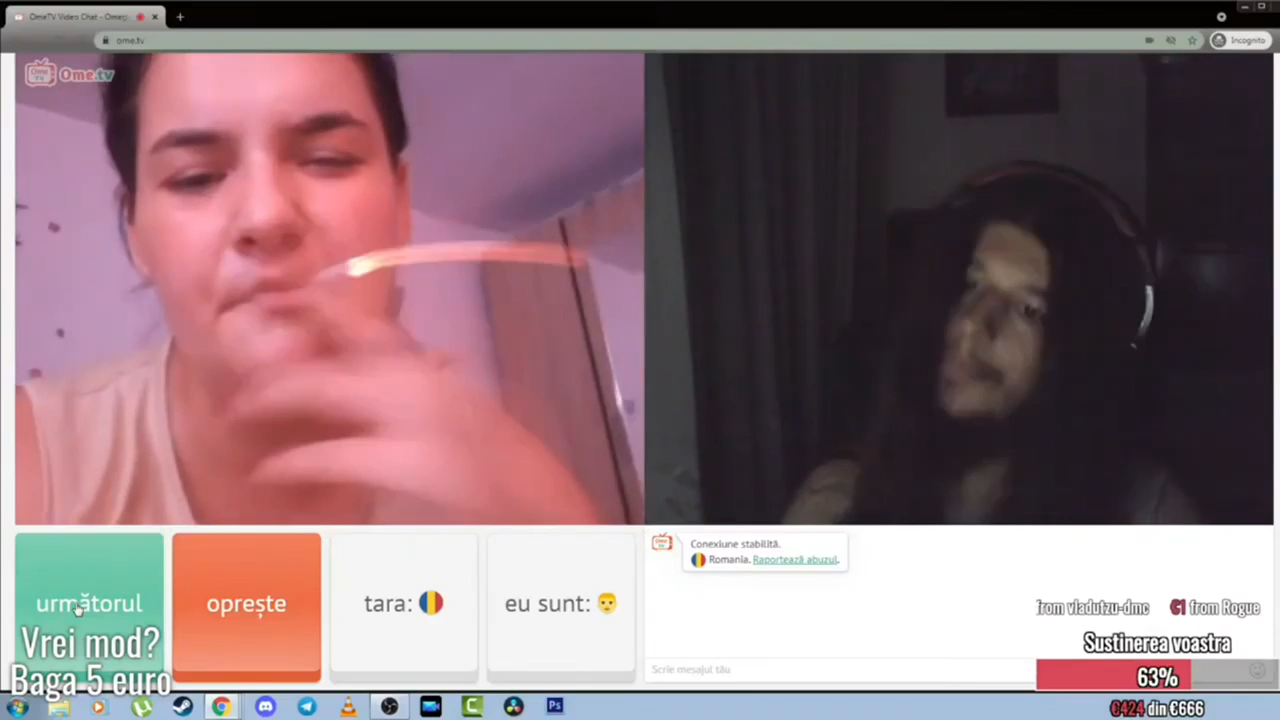 OmeTV Video Chat - Omeg
ome.tv
Incognito
Ome.tv
Conexiune stabilită.
Romania. Raportează abuzul.
următorul
oprește
tara:
eu sunt:
Vrei mod?
Baga 5 euro
Scrie mesajul tău
from vladutzu-dmc €1 from Rogue
Sustinerea voastra
63%
€424 din €666